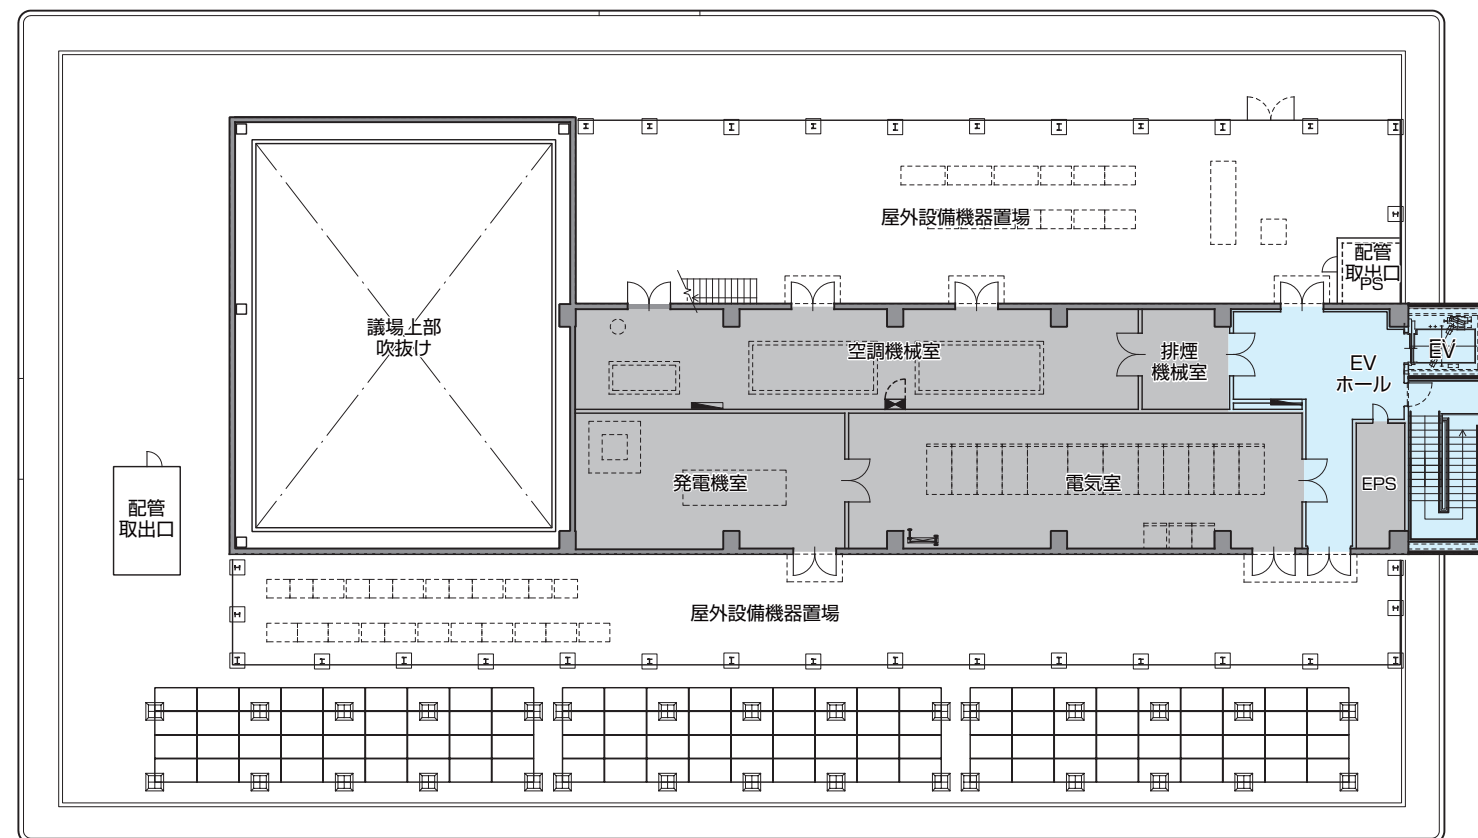 屋外設備機器置場
配管
取出口
PS
議場上部
吹抜け
空調機械室
排煙
機械室
EV
ホール
EV
発電機室
電気室
EPS
配管
取出口
屋外設備機器置場